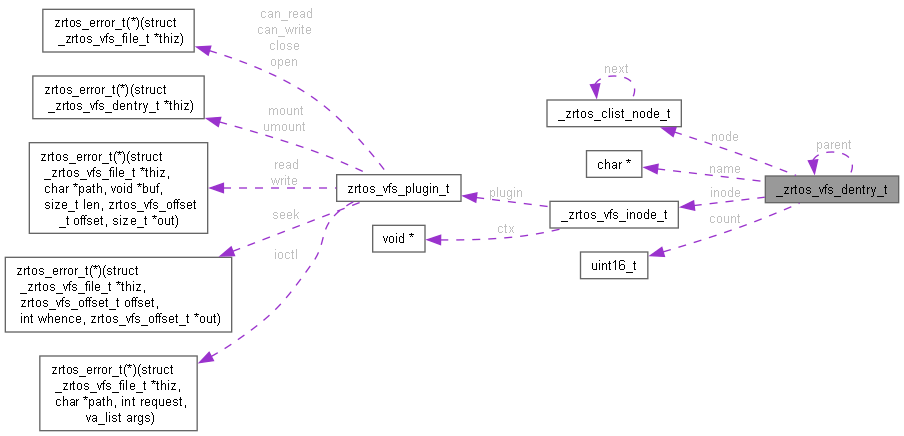 zrtos_error_t(*)(struct
_zrtos_vfs_file_t *thiz)
can_read
can_write
close
open
zrtos_error_t(*)(struct
_zrtos_vfs_dentry_t *thiz)
mount
umount
zrtos_error_t(*)(struct
_zrtos_vfs_file_t *thiz,
char *path, void *buf,
size_t len, zrtos_vfs_offset
_t offset, size_t *out)
read
write
zrtos_error_t(*)(struct
_zrtos_vfs_file_t *thiz,
zrtos_vfs_offset_t offset,
int whence, zrtos_vfs_offset_t *out)
seek
zrtos_error_t(*)(struct
_zrtos_vfs_file_t *thiz,
char *path, int request,
va_list args)
ioctl
zrtos_vfs_plugin_t
void *
plugin
ctx
_zrtos_vfs_inode_t
next
_zrtos_clist_node_t
char *
uint16_t
node
name
inode
count
parent
_zrtos_vfs_dentry_t